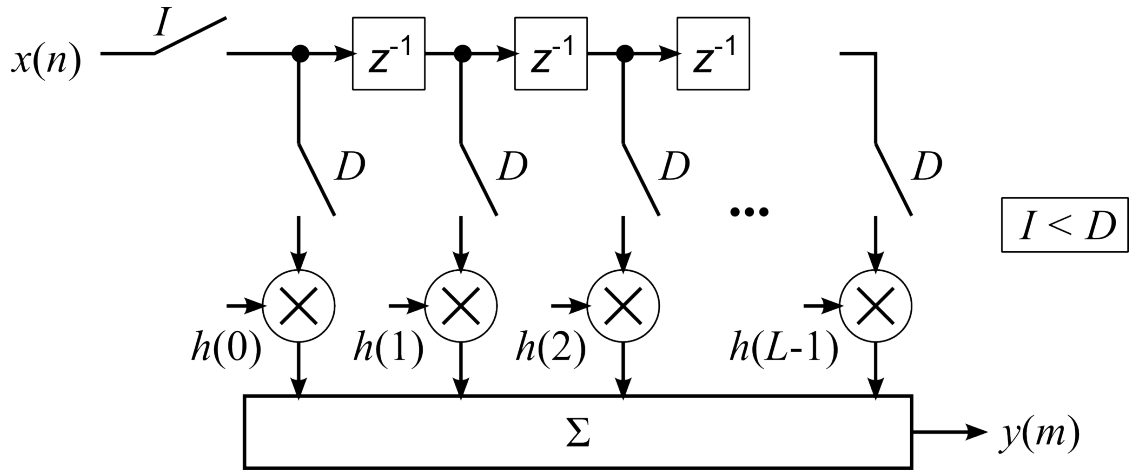 I
x(n) z⁻¹ z⁻¹ z⁻¹
D D D D
...
I < D
h(0) h(1) h(2) h(L-1)
Σ y(m)